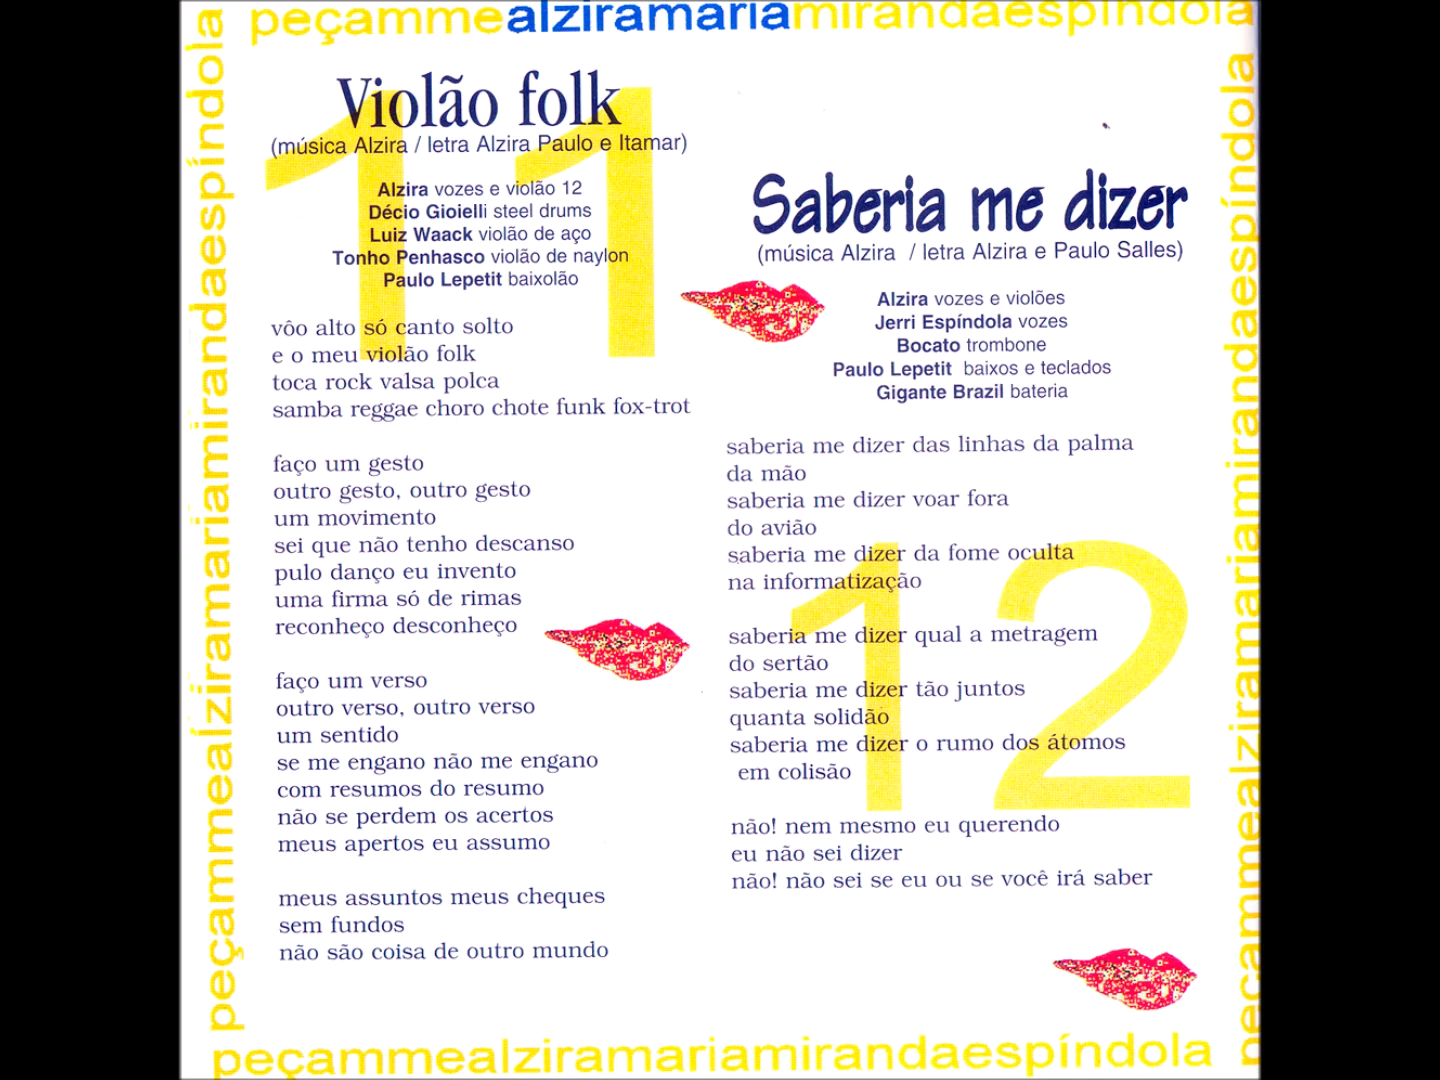 peçammealziramariamirandaespíndola
peçammealziramariamirandaespíndola
Violão folk
(música Alzira / letra Alzira Paulo e Itamar)
11
Alzira vozes e violão 12
Décio Gioielli steel drums
Luiz Waack violão de aço
Tonho Penhasco violão de naylon
Paulo Lepetit baixolão
vôo alto só canto solto
e o meu violão folk
toca rock valsa polca
samba reggae choro chote funk fox-trot
faço um gesto
outro gesto, outro gesto
um movimento
sei que não tenho descanso
pulo danço eu invento
uma firma só de rimas
reconheço desconheço
faço um verso
outro verso, outro verso
um sentido
se me engano não me engano
com resumos do resumo
não se perdem os acertos
meus apertos eu assumo
meus assuntos meus cheques
sem fundos
não são coisa de outro mundo
Saberia me dizer
(música Alzira / letra Alzira e Paulo Salles)
Alzira vozes e violões
Jerri Espíndola vozes
Bocato trombone
Paulo Lepetit baixos e teclados
Gigante Brazil bateria
saberia me dizer das linhas da palma
da mão
saberia me dizer voar fora
do avião
saberia me dizer da fome oculta
na informatização
12
saberia me dizer qual a metragem
do sertão
saberia me dizer tão juntos
quanta solidão
saberia me dizer o rumo dos átomos
em colisão
não! nem mesmo eu querendo
eu não sei dizer
não! não sei se eu ou se você irá saber
peçammealziramariamirandaespíndola
peçammealziramariamirandaespíndola